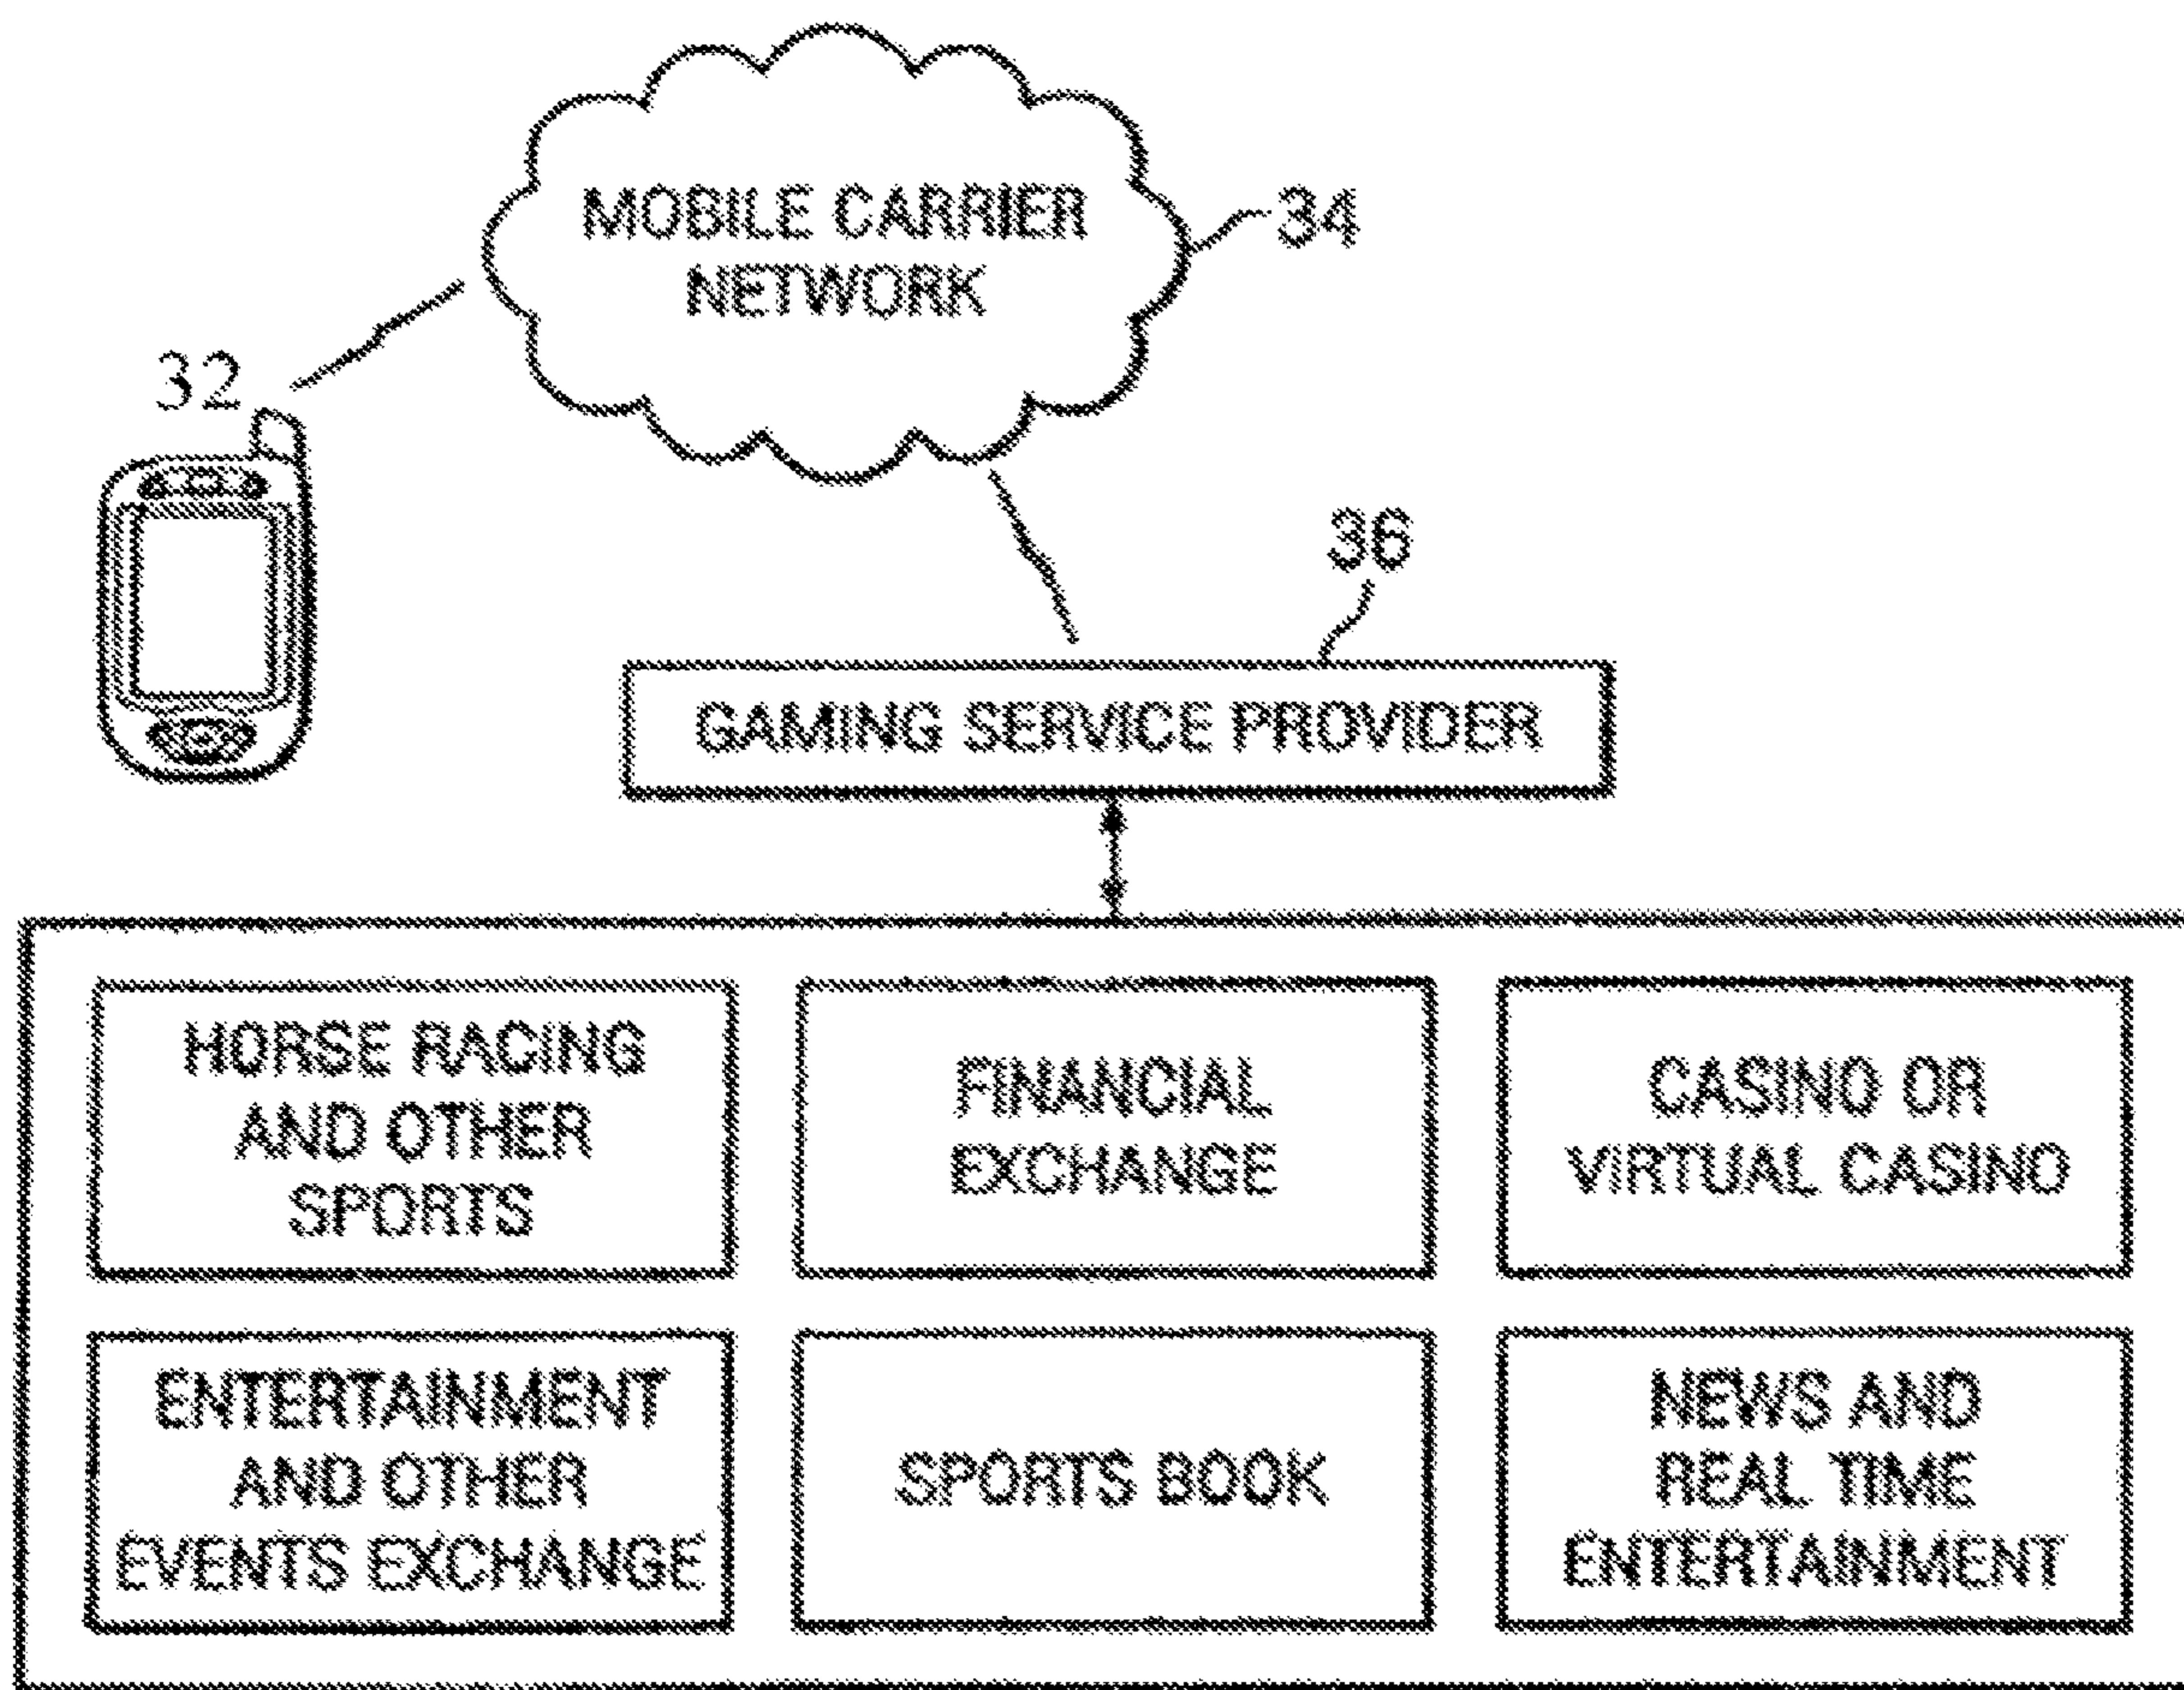 MOBILE CARRIER
NETWORK
34
32
36
GAMING SERVICE PROVIDER
HORSE RACING
AND OTHER
SPORTS
FINANCIAL
EXCHANGE
CASINO OR
VIRTUAL CASINO
ENTERTAINMENT
AND OTHER
EVENTS EXCHANGE
SPORTS BOOK
NEWS AND
REAL TIME
ENTERTAINMENT